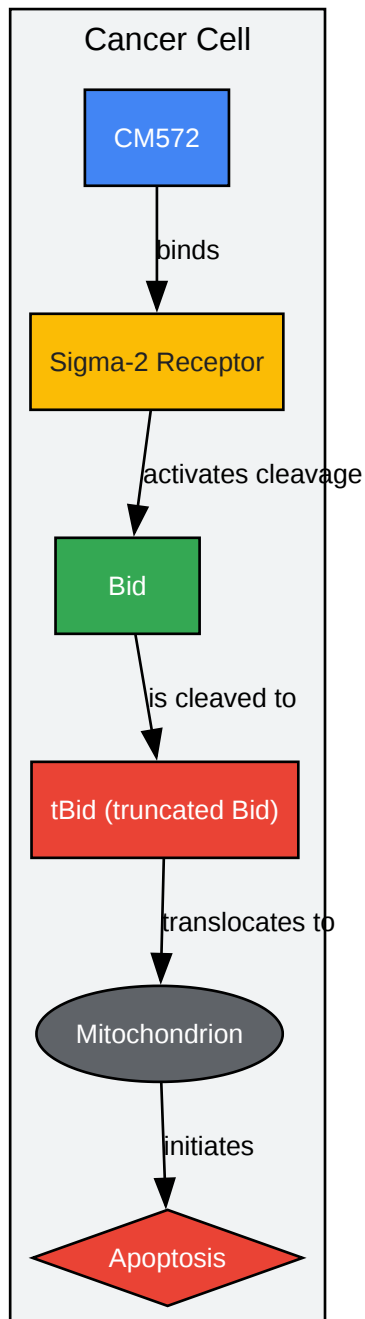 Cancer Cell
CM572
binds
Sigma-2 Receptor
activates cleavage
Bid
is cleaved to
tBid (truncated Bid)
translocates to
Mitochondrion
initiates
Apoptosis